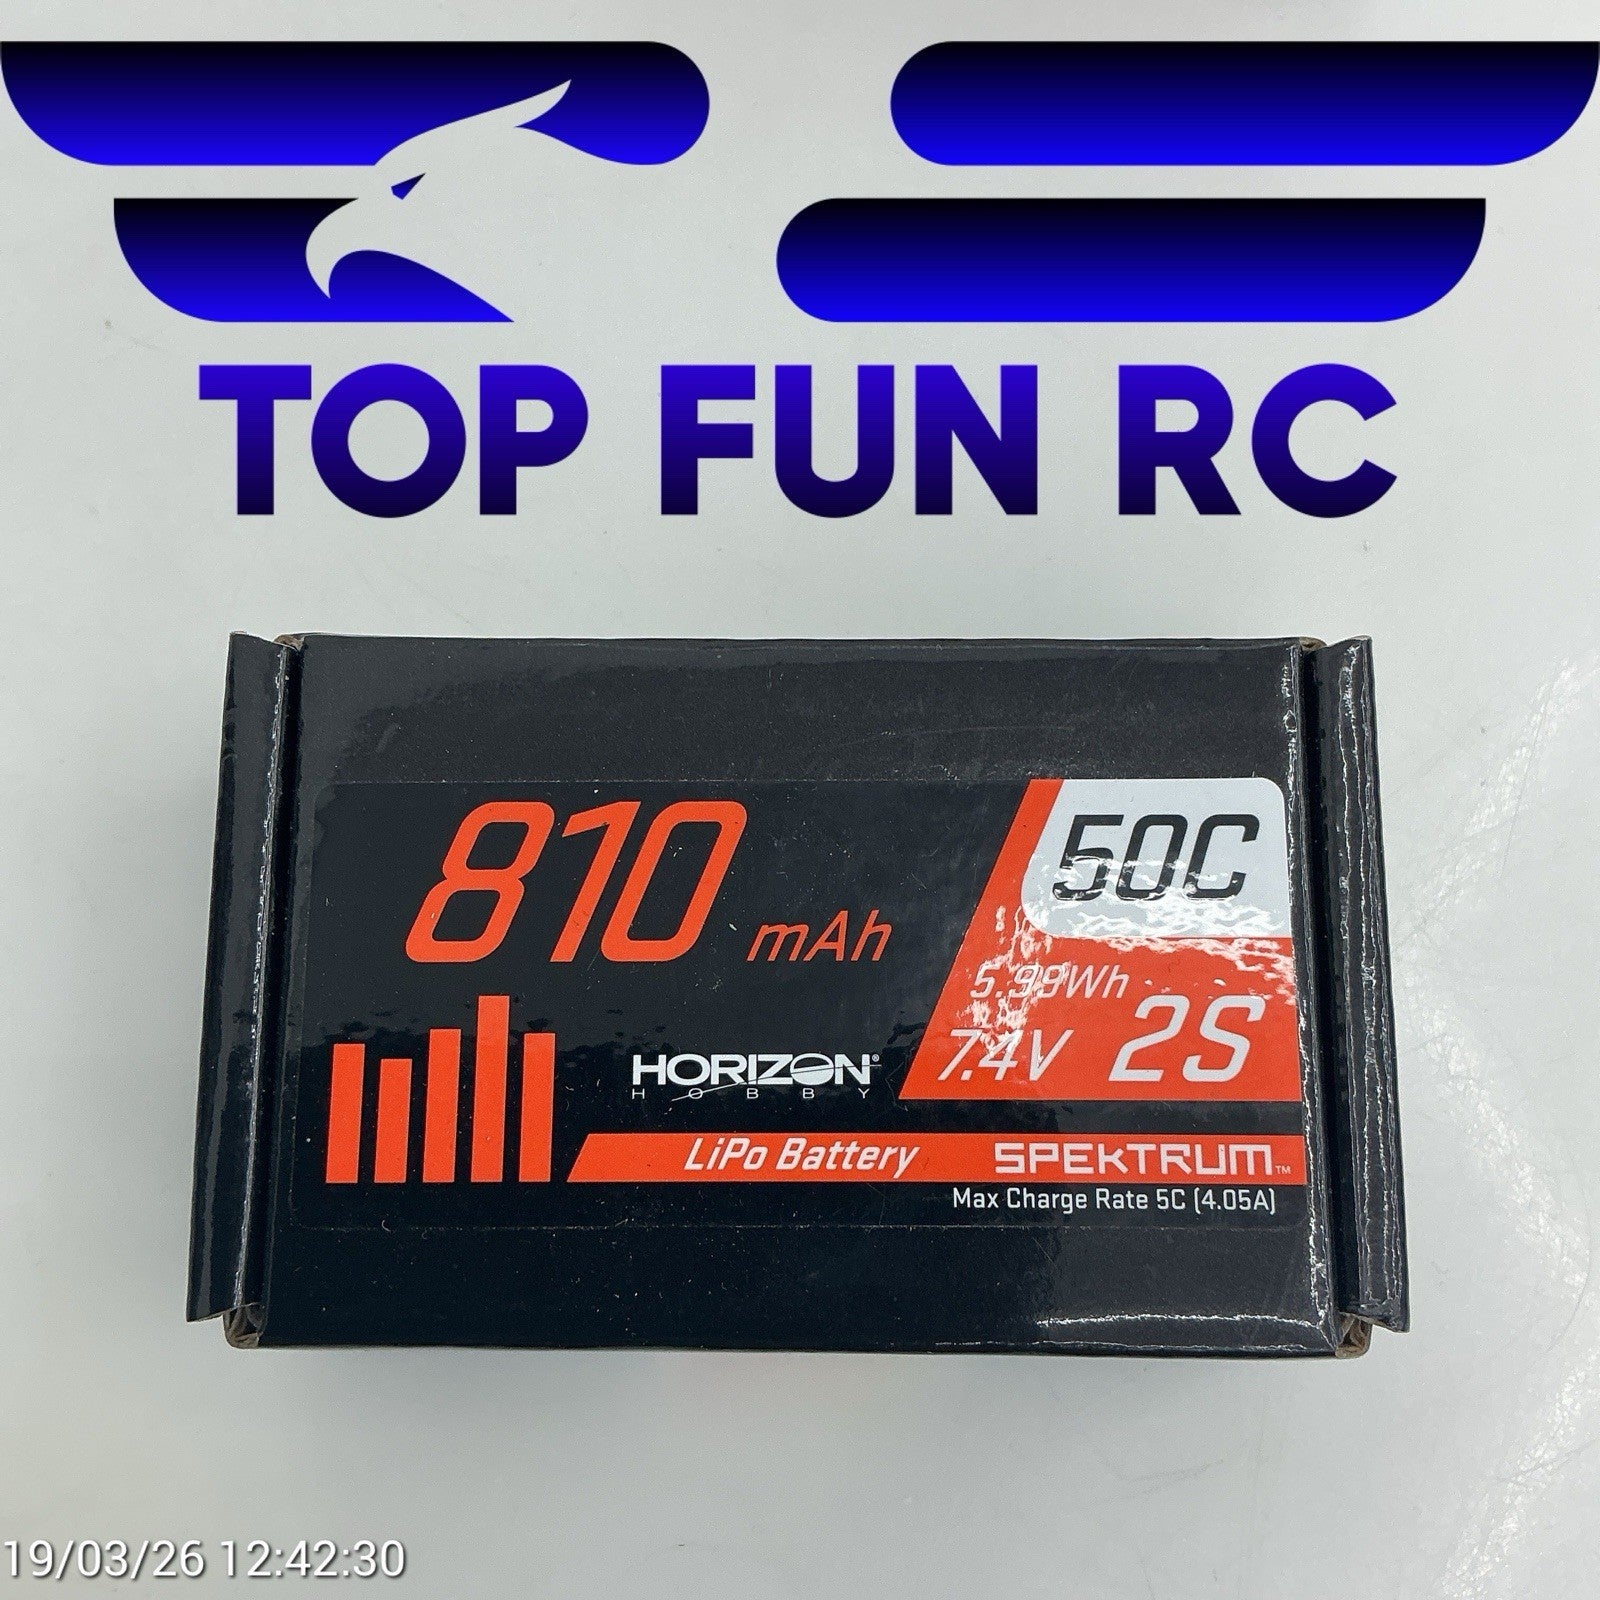 TOP FUN RC
810 mAh
50C
5.99Wh
7.4V 2S
HORIZON®
HOBBY
LiPo Battery SPEKTRUM™
Max Charge Rate 5C (4.05A)
19/03/26 12:42:30